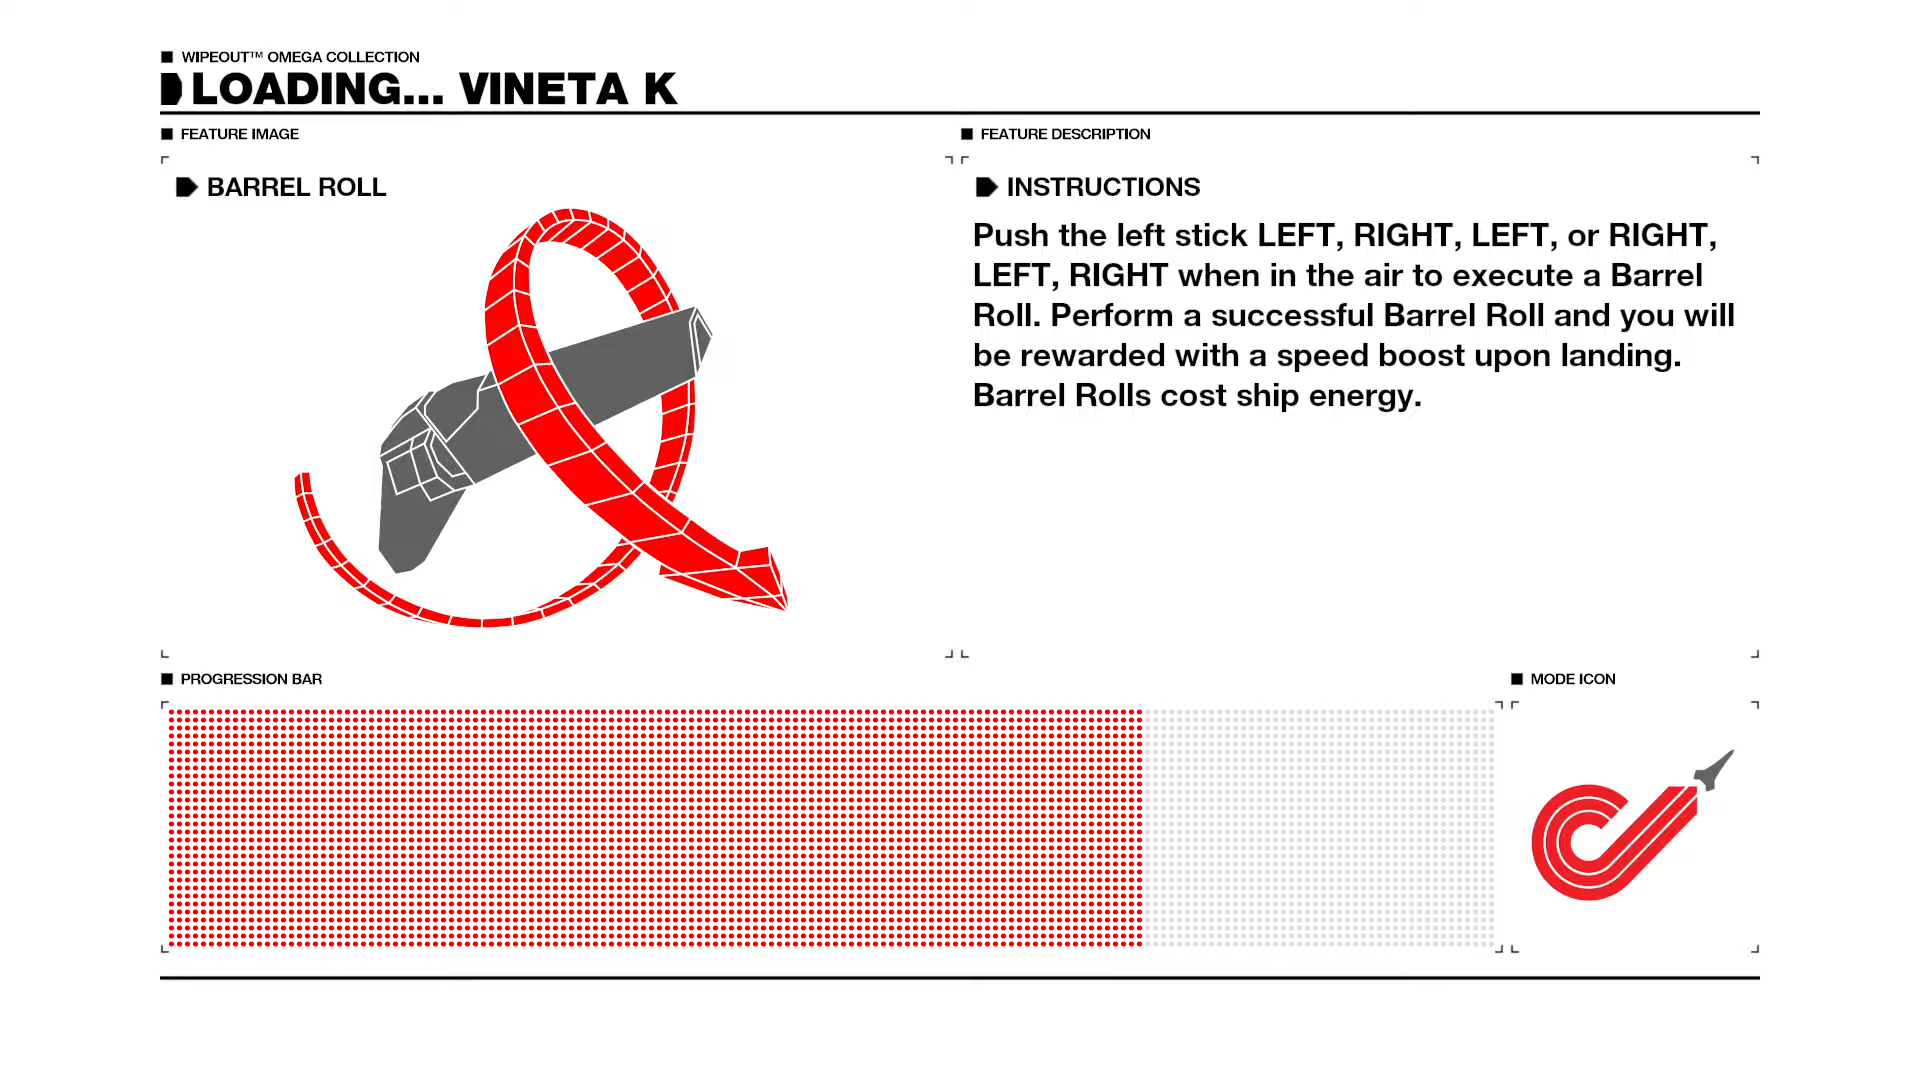 WIPEOUT™ OMEGA COLLECTION
LOADING... VINETA K
FEATURE IMAGE
BARREL ROLL
FEATURE DESCRIPTION
INSTRUCTIONS
Push the left stick LEFT, RIGHT, LEFT, or RIGHT,
LEFT, RIGHT when in the air to execute a Barrel
Roll. Perform a successful Barrel Roll and you will
be rewarded with a speed boost upon landing.
Barrel Rolls cost ship energy.
PROGRESSION BAR
MODE ICON